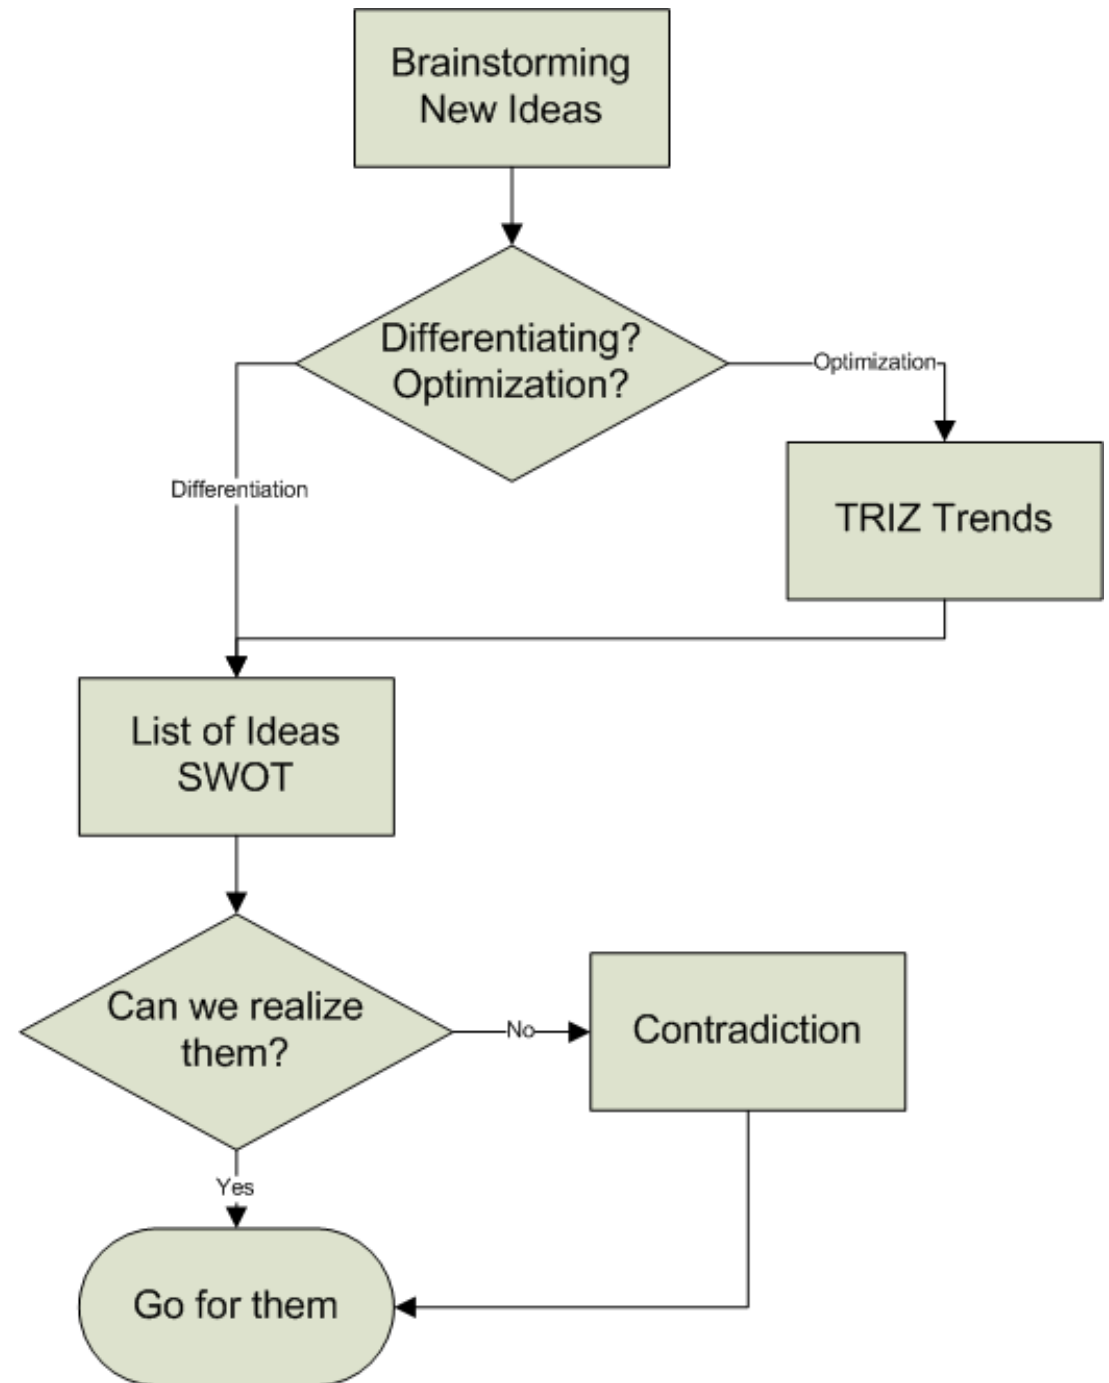 Brainstorming
New Ideas
Differentiating?
Optimization?
Optimization
Differentiation
TRIZ Trends
List of Ideas
SWOT
Can we realize
them?
No
Contradiction
Yes
Go for them